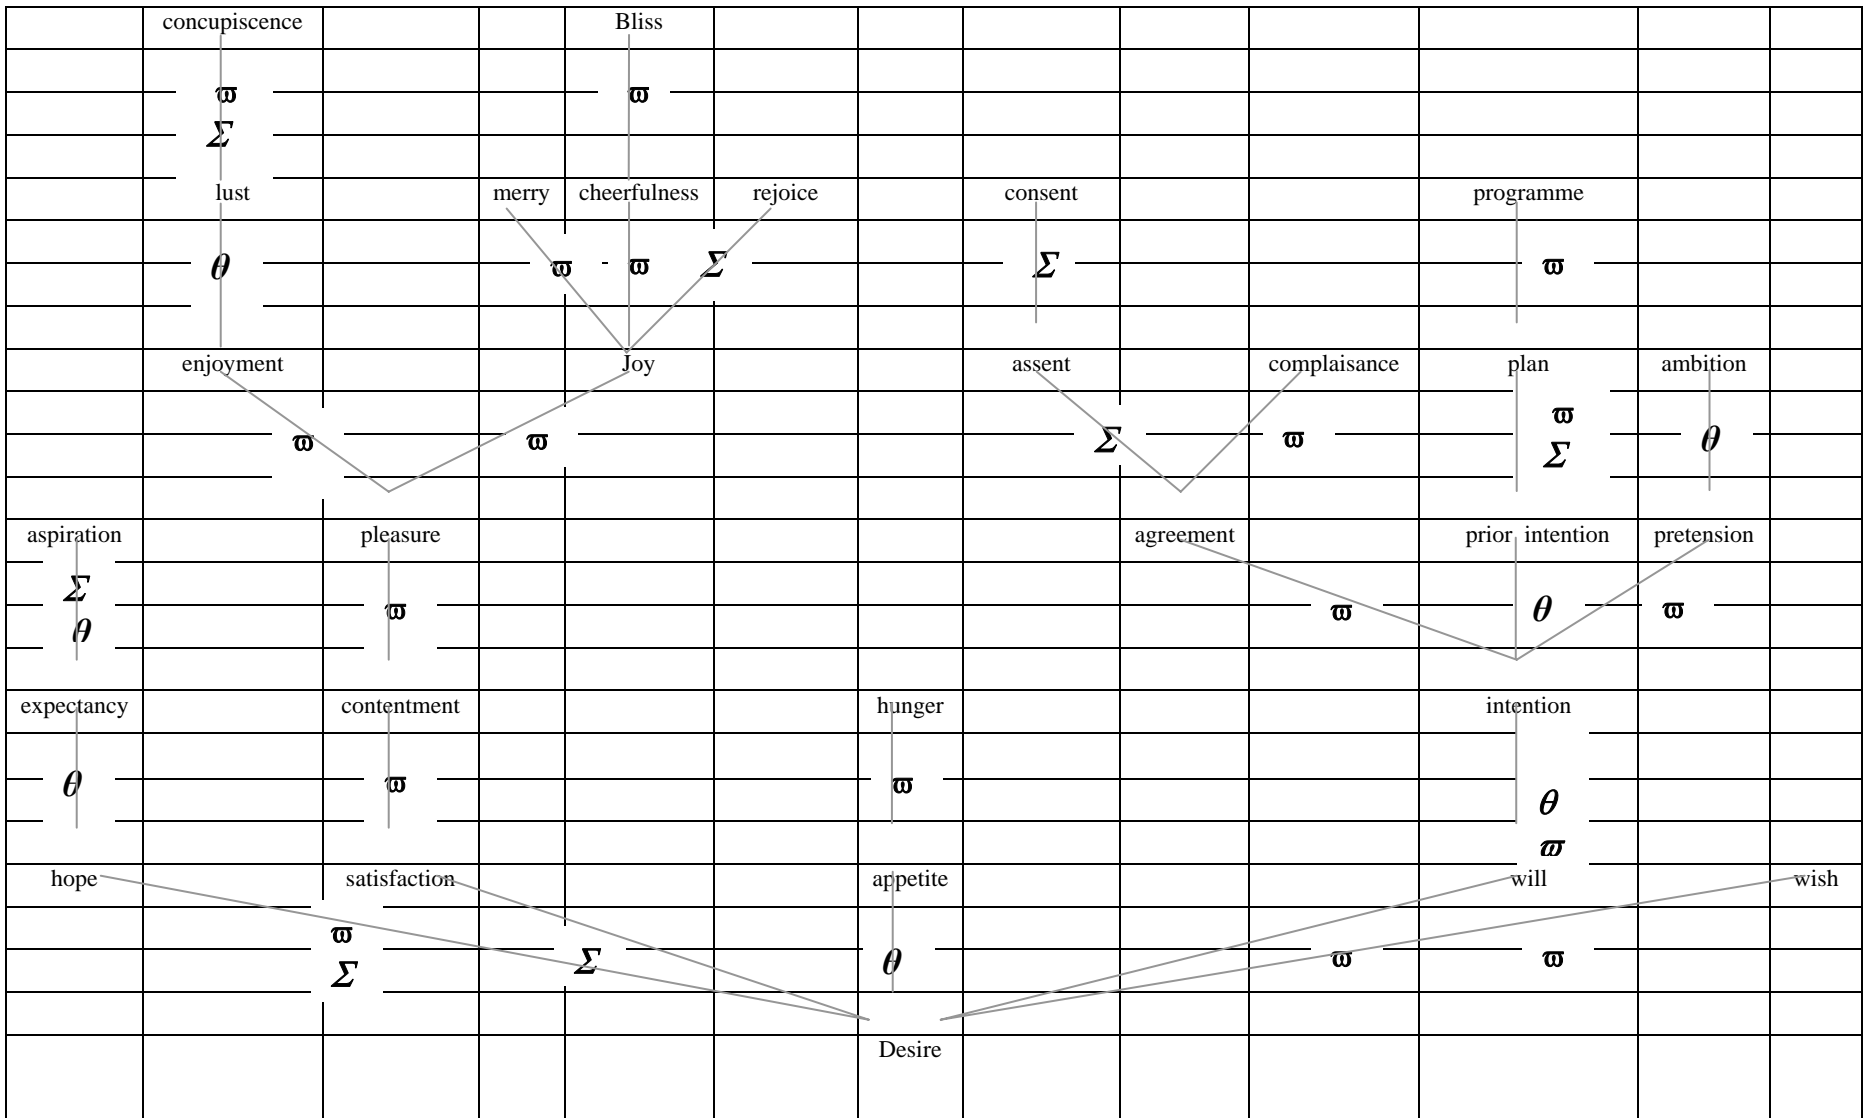 concupiscence Bliss
ϖ ϖ
Σ
lust merry cheerfulness rejoice consent programme
θ ϖ ϖ Σ Σ ϖ
enjoyment Joy assent complaisance plan ambition
ϖ
ϖ ϖ Σ ϖ θ
Σ
aspiration pleasure agreement prior intention pretension
Σ
ϖ ϖ θ ϖ
θ
expectancy contentment hunger intention
θ ϖ ϖ
θ
ϖ
hope satisfaction appetite will wish
ϖ
Σ θ ϖ ϖ
Σ
Desire